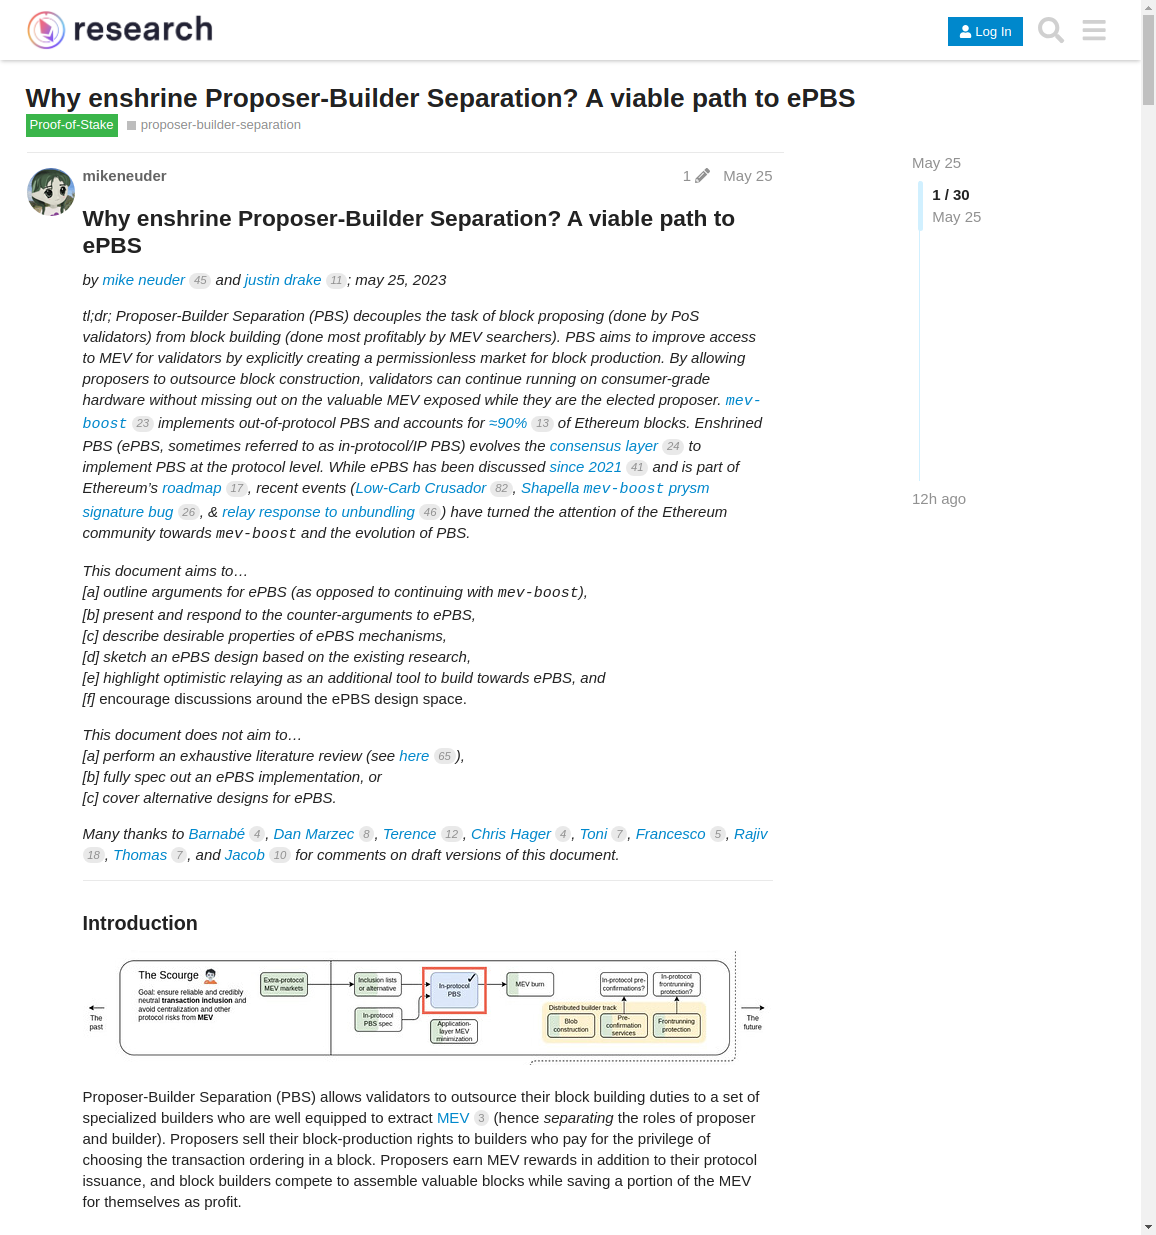 research
Log In
Why enshrine Proposer-Builder Separation? A viable path to ePBS
Proof-of-Stake proposer-builder separation
mikeneuder 1 May 25
Why enshrine Proposer-Builder Separation? A viable path to
ePBS
by mike neuder 45 and justin drake 11; may 25, 2023
tl;dr; Proposer-Builder Separation (PBS) decouples the task of block proposing (done by PoS
validators) from block building (done most profitably by MEV searchers). PBS aims to improve access
to MEV for validators by explicitly creating a permissionless market for block production. By allowing
proposers to outsource block construction, validators can continue running on consumer-grade
hardware without missing out on the valuable MEV exposed while they are the elected proposer. mev-
boost 23 implements out-of-protocol PBS and accounts for ≈90% 13 of Ethereum blocks. Enshrined
PBS (ePBS, sometimes referred to as in-protocol/IP PBS) evolves the consensus layer 24 to
implement PBS at the protocol level. While ePBS has been discussed since 2021 41 and is part of
Ethereum's roadmap 17, recent events (Low-Carb Crusador 82, Shapella mev-boost prysm
signature bug 26, & relay response to unbundling 46) have turned the attention of the Ethereum
community towards mev-boost and the evolution of PBS.
This document aims to…
[a] outline arguments for ePBS (as opposed to continuing with mev-boost),
[b] present and respond to the counter-arguments to ePBS,
[c] describe desirable properties of ePBS mechanisms,
[d] sketch an ePBS design based on the existing research,
[e] highlight optimistic relaying as an additional tool to build towards ePBS, and
[f] encourage discussions around the ePBS design space.
This document does not aim to…
[a] perform an exhaustive literature review (see here 65),
[b] fully spec out an ePBS implementation, or
[c] cover alternative designs for ePBS.
Many thanks to Barnabé 4, Dan Marzec 8, Terence 12, Chris Hager 4, Toni 7, Francesco 5, Rajiv
18, Thomas 7, and Jacob 10 for comments on draft versions of this document.
Introduction
The Scourge
Goal: ensure reliable and credibly
neutral transaction inclusion and
avoid centralization and other
protocol risks from MEV
The
past
Extra-protocol
MEV markets
Inclusion lists
or alternative
In-protocol
PBS spec
In-protocol
PBS
Application-
layer MEV
minimization
MEV burn
In-protocol pre-
confirmations?
In-protocol
frontrunning
protection?
Distributed builder track
Blob
construction
Pre-
confirmation
services
Frontrunning
protection
The
future
Proposer-Builder Separation (PBS) allows validators to outsource their block building duties to a set of
specialized builders who are well equipped to extract MEV 3 (hence separating the roles of proposer
and builder). Proposers sell their block-production rights to builders who pay for the privilege of
choosing the transaction ordering in a block. Proposers earn MEV rewards in addition to their protocol
issuance, and block builders compete to assemble valuable blocks while saving a portion of the MEV
for themselves as profit.
May 25
1 / 30
May 25
12h ago